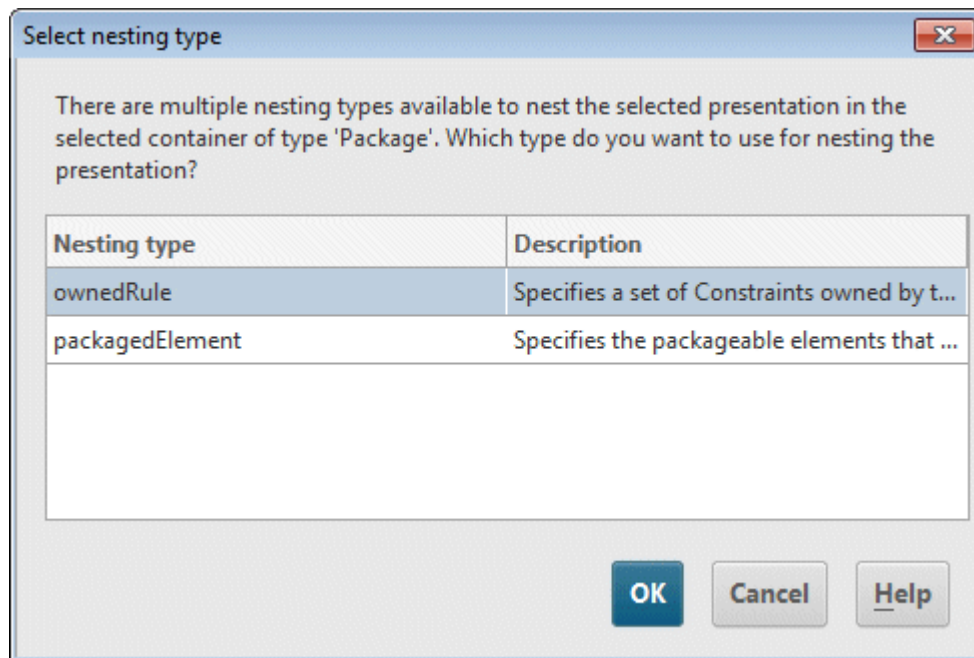 Select nesting type
There are multiple nesting types available to nest the selected presentation in the
selected container of type 'Package'. Which type do you want to use for nesting the
presentation?
Nesting type Description
ownedRule Specifies a set of Constraints owned by t...
packagedElement Specifies the packageable elements that ...
OK Cancel Help